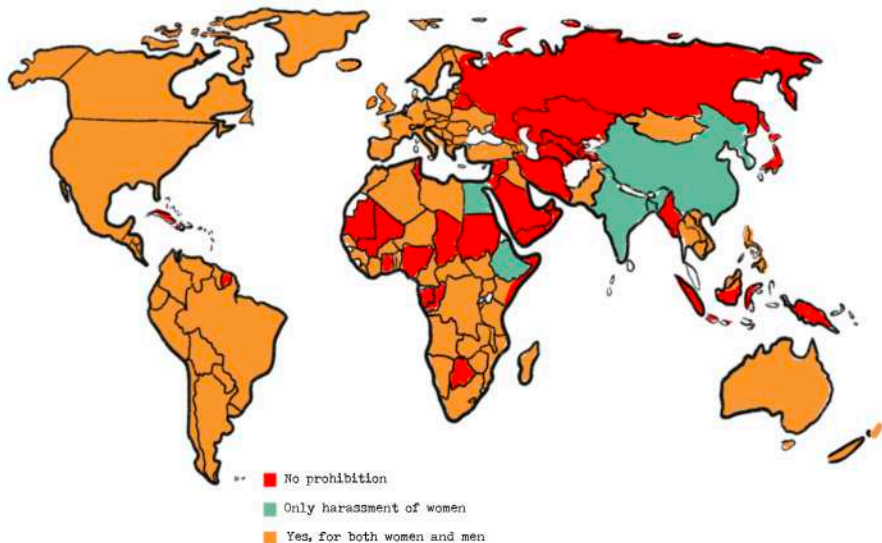 No prohibition
Only harassment of women
Yes, for both women and men